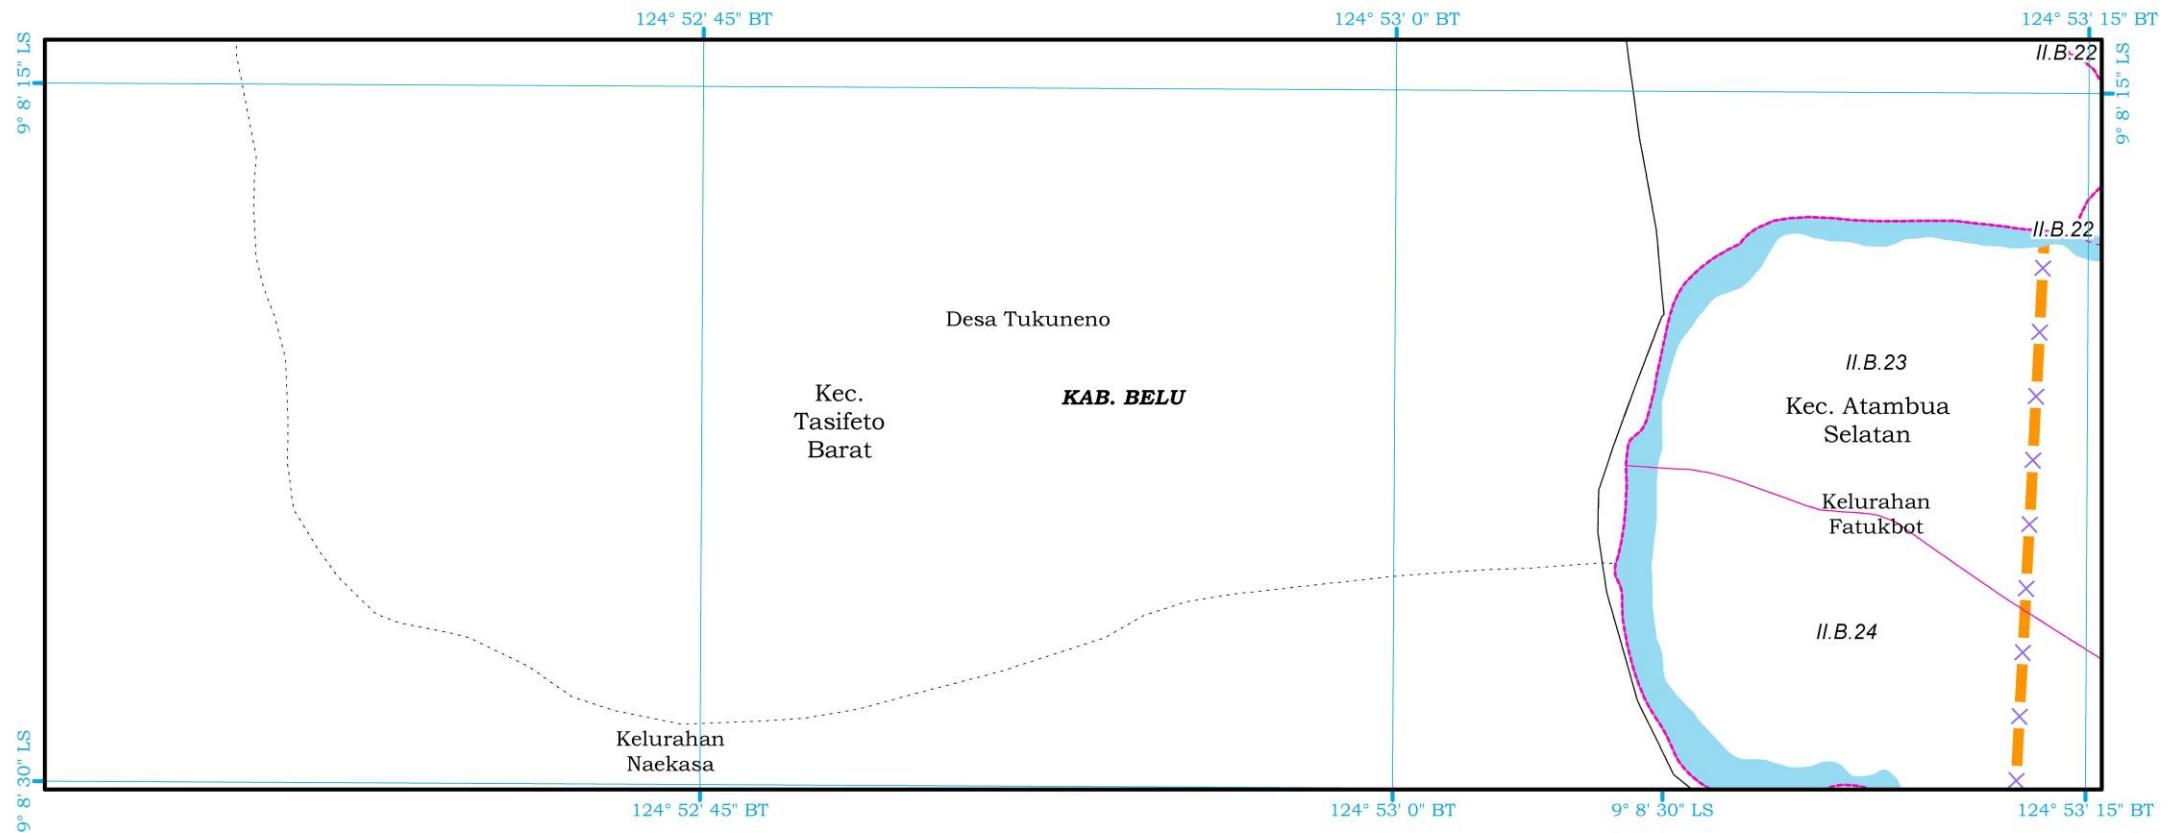 124° 52' 45" BT
124° 53' 0" BT
124° 53' 15" BT
9° 8' 15" LS
9° 8' 15" LS
II.B.22
II.B.22
Desa Tukuneno
II.B.23
Kec.
Tasifeto
Barat
KAB. BELU
Kec. Atambua
Selatan
Kelurahan
Fatukbot
II.B.24
Kelurahan
Naekasa
9° 8' 30" LS
124° 52' 45" BT
124° 53' 0" BT
9° 8' 30" LS
124° 53' 15" BT